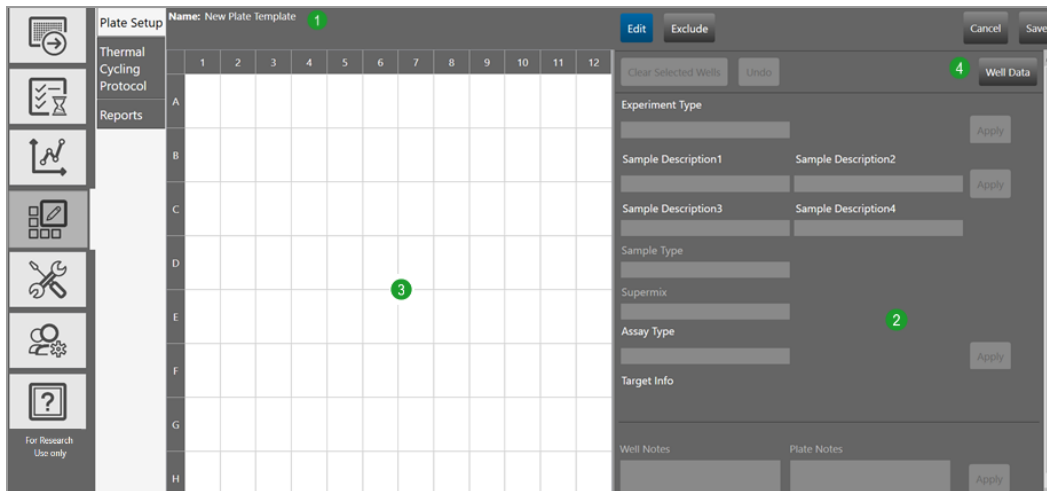 Plate Setup
Thermal
Cycling
Protocol
Reports
?
For Research
Use only
Name: New Plate Template
1
1 2 3 4 5 6 7 8 9 10 11 12
A
B
C
D
E
F
G
H
3
Edit Exclude Cancel Save
Clear Selected Wells Undo 4 Well Data
Experiment Type
Apply
Sample Description1 Sample Description2
Apply
Sample Description3 Sample Description4
Sample Type
Supermix
2
Assay Type
Apply
Target Info
Well Notes Plate Notes
Apply